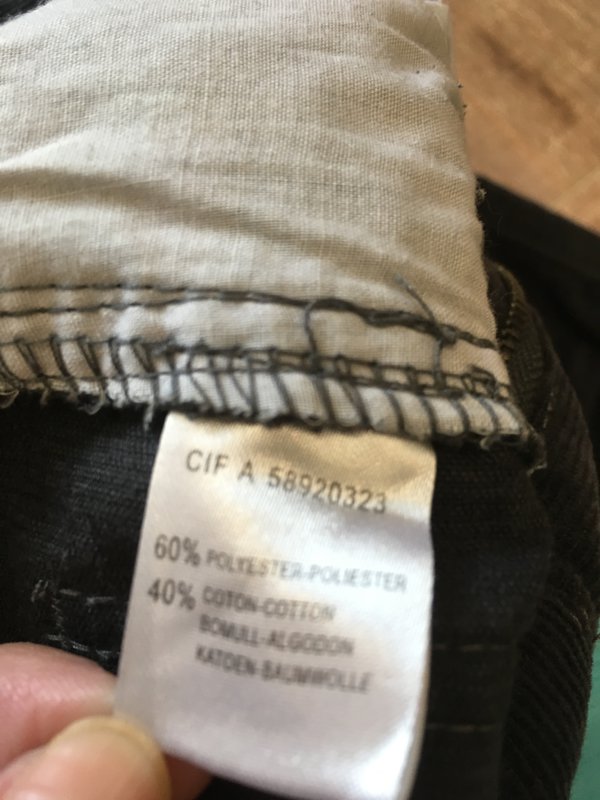 CIF A 58920323
60% POLYESTER-POLIESTER
40% COTON-COTTON
BOMULL-ALGODON
KATOEN-BAUMWOLLE